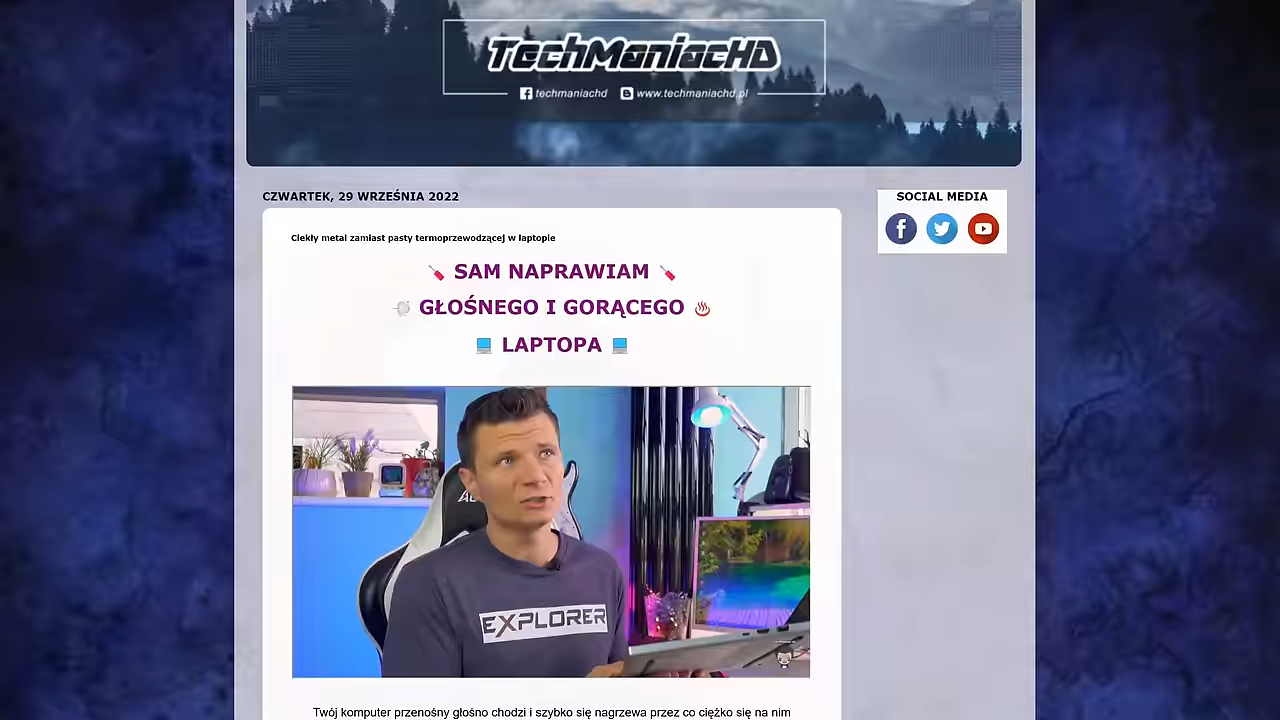 TechManiacHD
techmaniachd www.techmaniachd.pl
CZWARTEK, 29 WRZEŚNIA 2022
SOCIAL MEDIA
Ciekły metal zamiast pasty termoprzewodzącej w laptopie
SAM NAPRAWIAM
GŁOŚNEGO I GORĄCEGO
LAPTOPA
EXPLORER
Twój komputer przenośny głośno chodzi i szybko się nagrzewa przez co ciężko się na nim